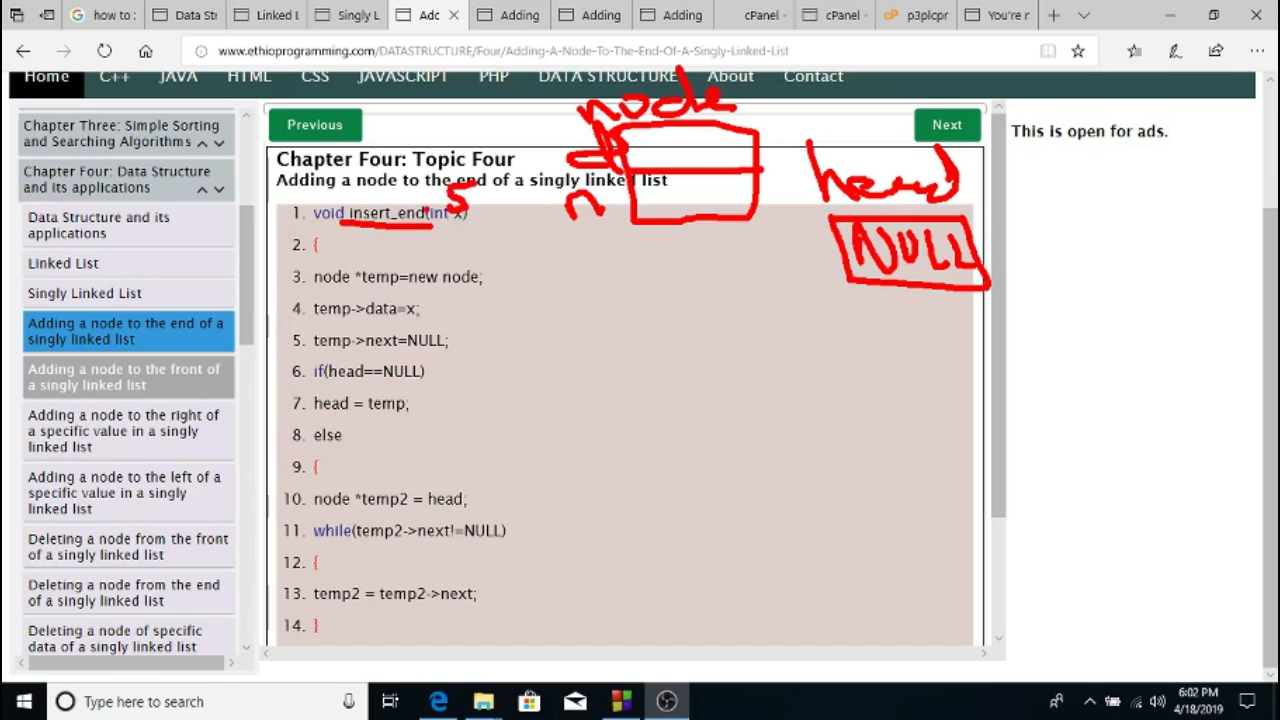 how to :
Data Str
Linked L
Singly L
Adc
Adding
Adding
Adding
cPanel
cPanel
cP p3plcpr
You're r
www.ethioprogramming.com/DATASTRUCTURE/Four/Adding-A-Node-To-The-End-Of-A-Singly-Linked-List
Home C++ JAVA HTML CSS JAVASCRIPT PHP DATA STRUCTURE About Contact
Chapter Three: Simple Sorting
and Searching Algorithms
Chapter Four: Data Structure
and its applications
Data Structure and its
applications
Linked List
Singly Linked List
Adding a node to the end of a
singly linked list
Adding a node to the front of
a singly linked list
Adding a node to the right of
a specific value in a singly
linked list
Adding a node to the left of a
specific value in a singly
linked list
Deleting a node from the front
of a singly linked list
Deleting a node from the end
of a singly linked list
Deleting a node of specific
data of a singly linked list
Previous
Next
Chapter Four: Topic Four
Adding a node to the end of a singly linked list
1. void insert_end(int x)
2. {
3. node *temp=new node;
4. temp->data=x;
5. temp->next=NULL;
6. if(head==NULL)
7. head = temp;
8. else
9. {
10. node *temp2 = head;
11. while(temp2->next!=NULL)
12. {
13. temp2 = temp2->next;
14. }
node
d
n
5
head
NULL
This is open for ads.
Type here to search
6:02 PM
4/18/2019